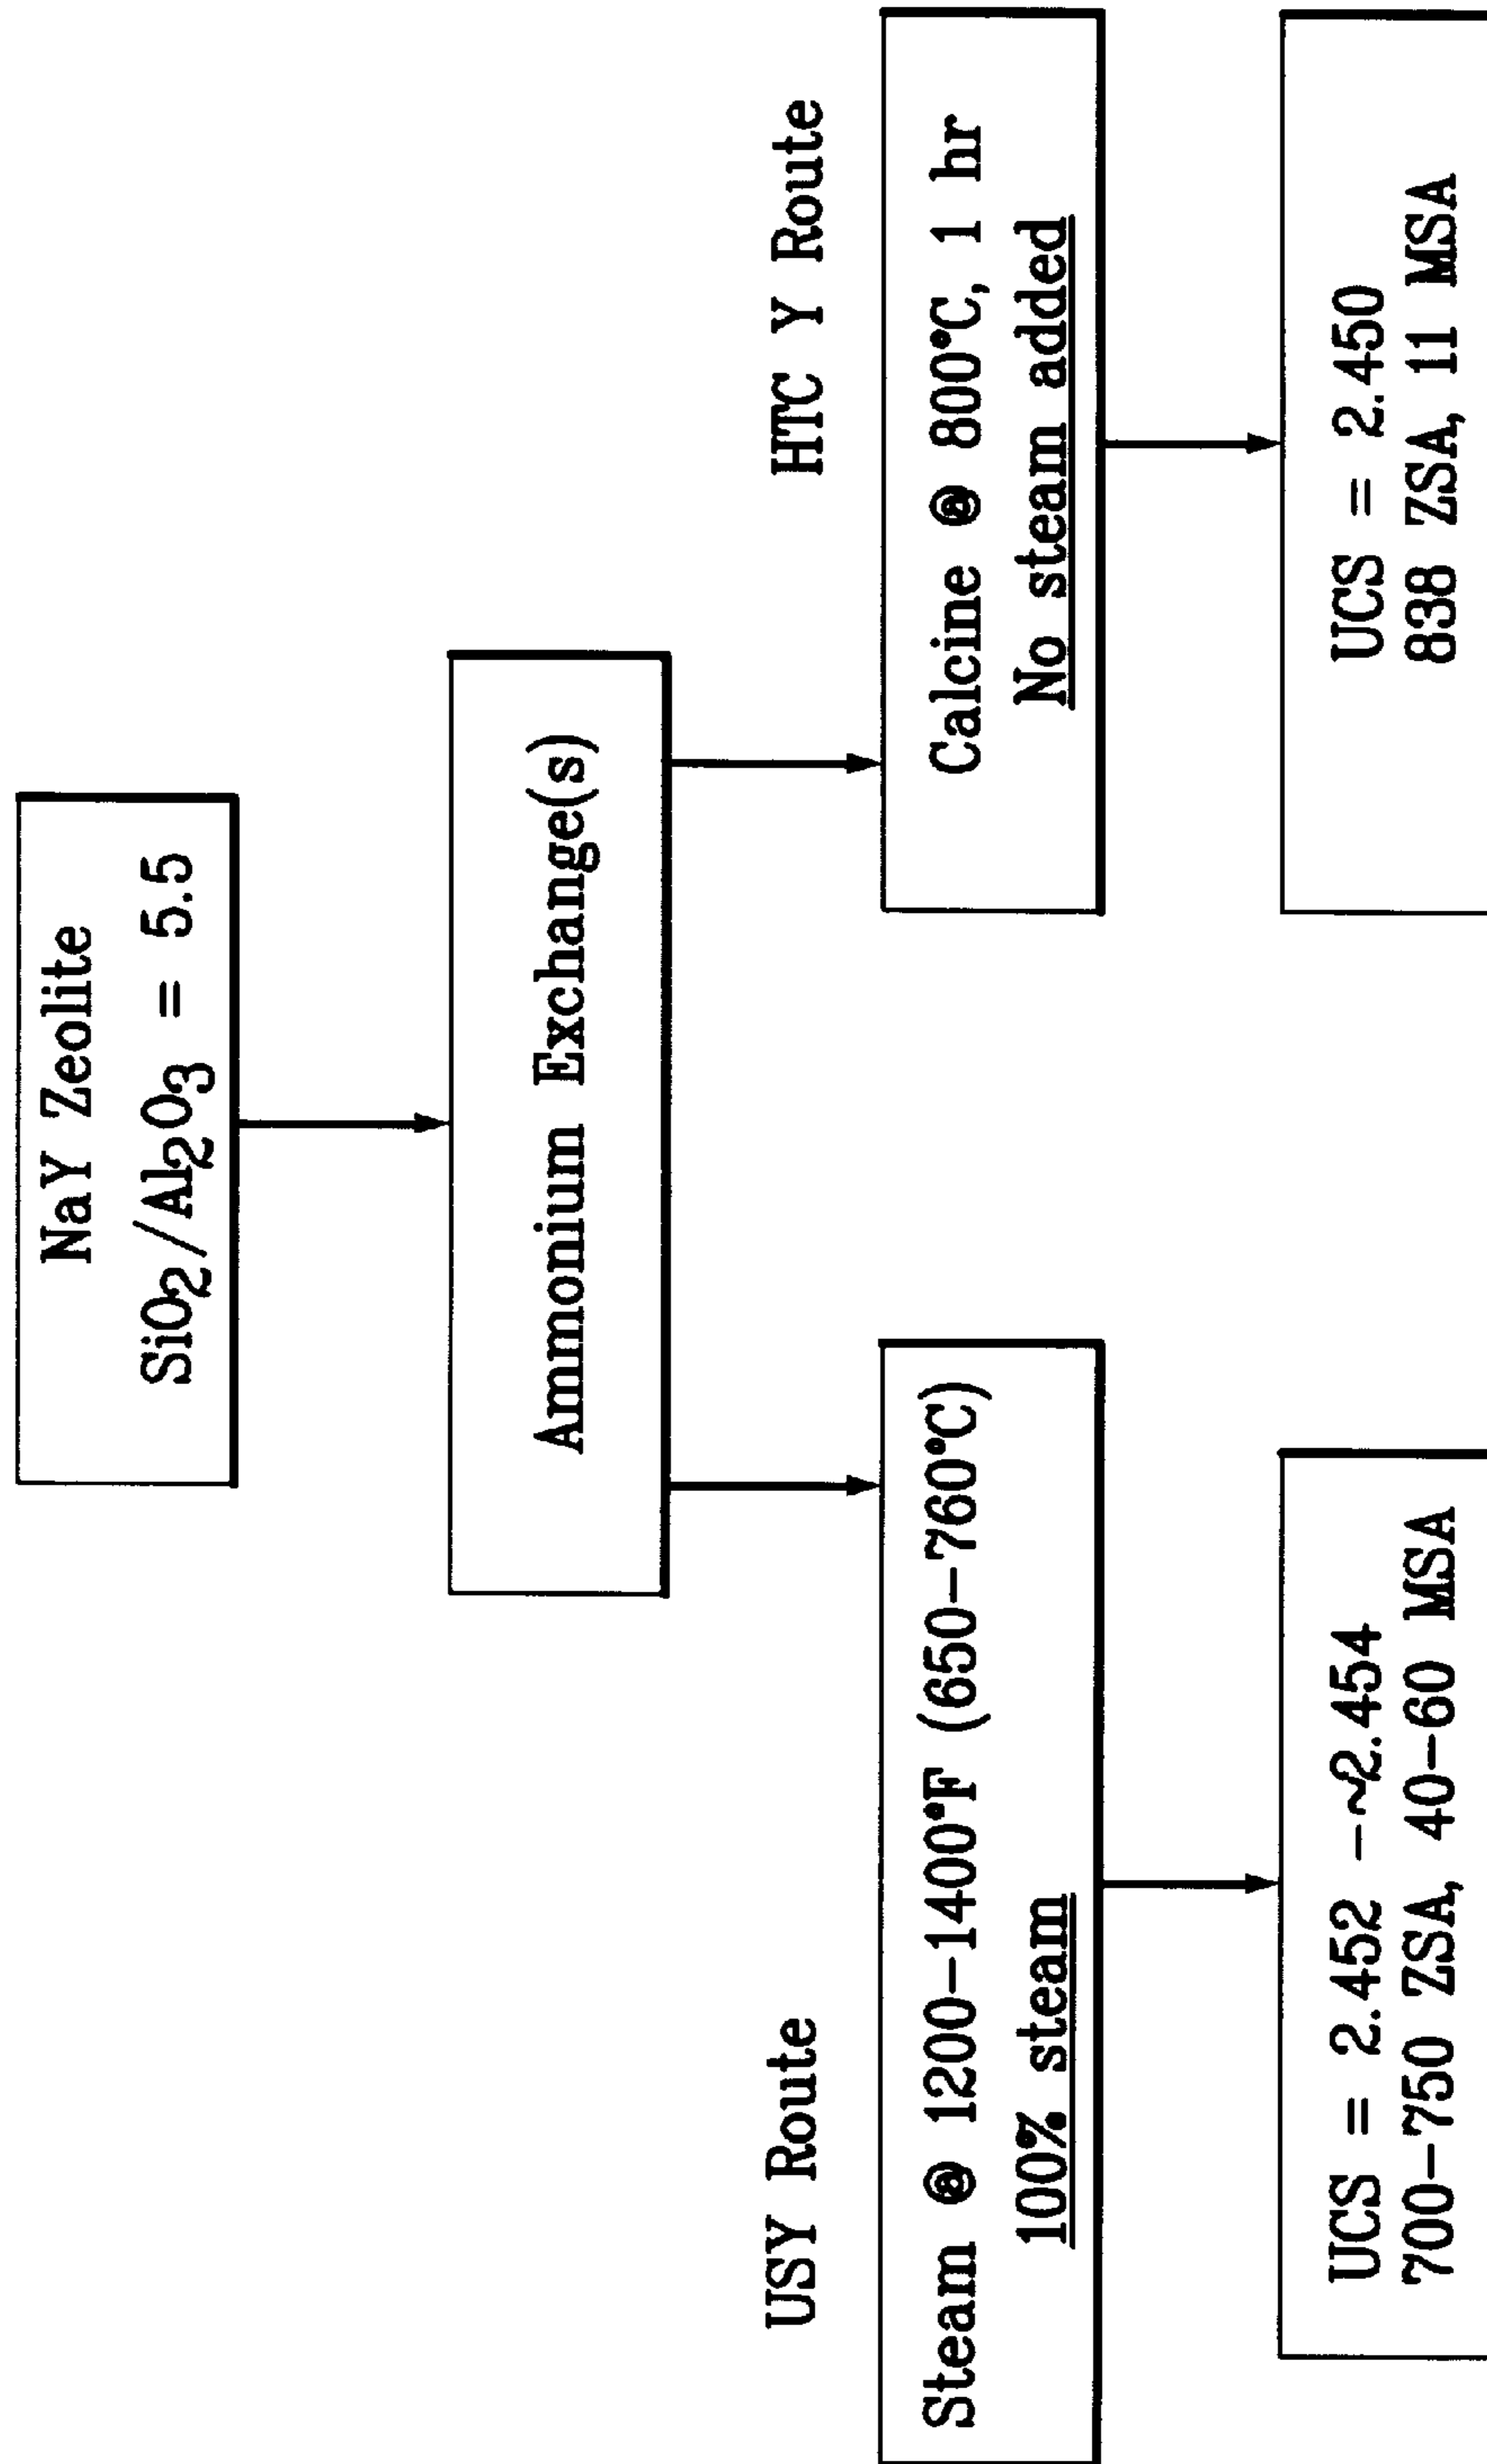 NaY Zeolite
SiO₂/Al₂O₃ = 5.5
Ammonium Exchange(s)
USY Route
Steam @ 1200-1400°F (650-760°C)
100% steam
UCS = 2.452 -~2.454
700-750 ZSA, 40-60 MSA
HTC Y Route
Calcine @ 800°C, 1 hr
No steam added
UCS = 2.450
838 ZSA, 11 MSA